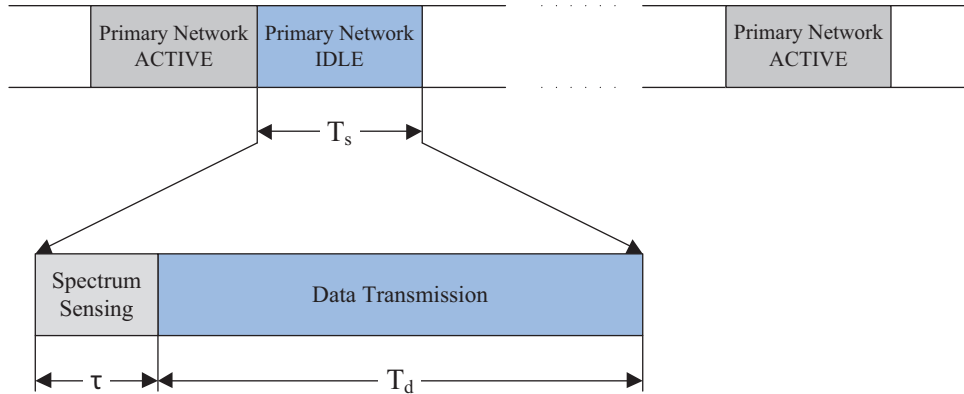 Primary Network
ACTIVE
Primary Network
IDLE
Primary Network
ACTIVE
Ts
Spectrum
Sensing
Data Transmission
τ
Td